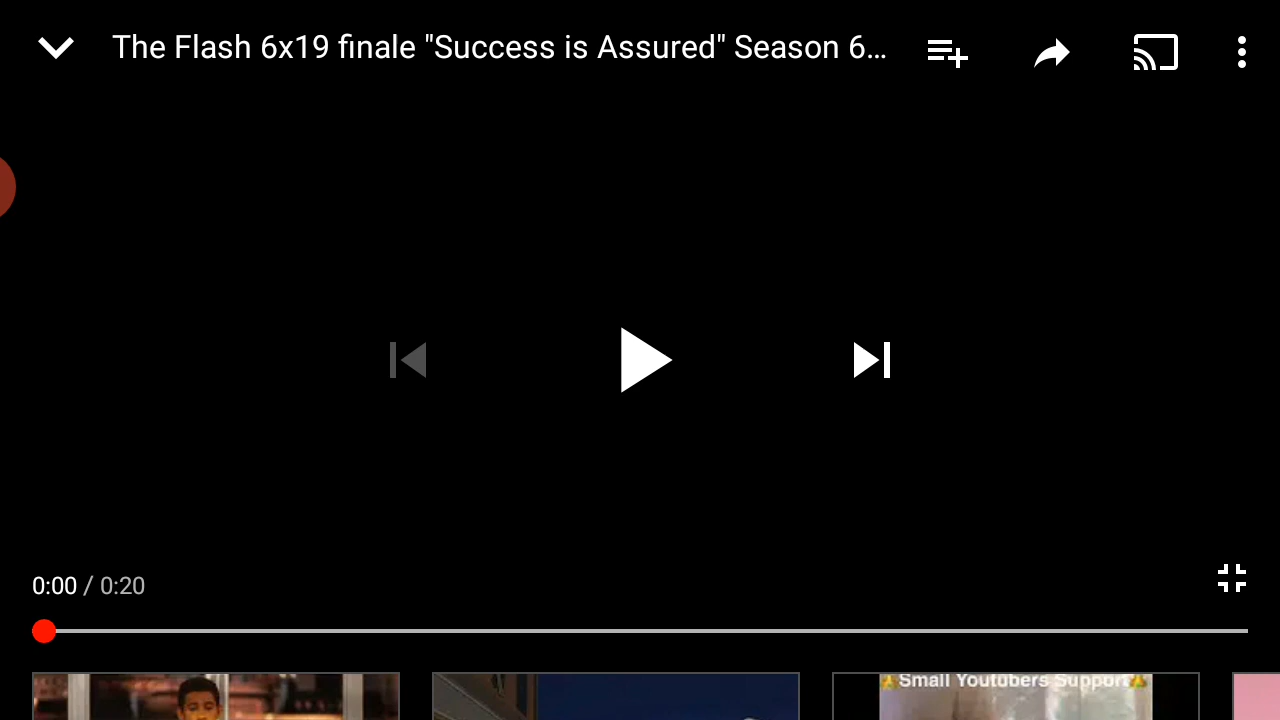 The Flash 6x19 finale "Success is Assured" Season 6...
0:00 / 0:20
Small Youtubers Support